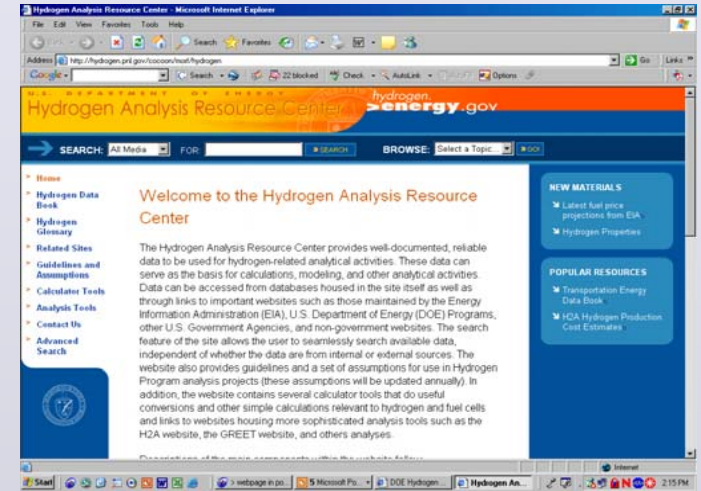 Hydrogen Analysis Resource Center - Microsoft Internet Explorer
File Edit View Favorites Tools Help
Search Favorites
Address http://hydrogen.pnl.gov/cocoon/morf/hydrogen Go Links »
Google Search 22 blocked Check AutoLink Options
U.S. DEPARTMENT OF ENERGY
Hydrogen Analysis Resource Center
hydrogen.
energy.gov
SEARCH: All Media FOR: SEARCH BROWSE: Select a Topic... GO!
Home
Hydrogen Data
Book
Hydrogen
Glossary
Related Sites
Guidelines and
Assumptions
Calculator Tools
Analysis Tools
Contact Us
Advanced
Search
Welcome to the Hydrogen Analysis Resource
Center
The Hydrogen Analysis Resource Center provides well-documented, reliable
data to be used for hydrogen-related analytical activities. These data can
serve as the basis for calculations, modeling, and other analytical activities.
Data can be accessed from databases housed in the site itself as well as
through links to important websites such as those maintained by the Energy
Information Administration (EIA), U.S. Department of Energy (DOE) Programs,
other U.S. Government Agencies, and non-government websites. The search
feature of the site allows the user to seamlessly search available data,
independent of whether the data are from internal or external sources. The
website also provides guidelines and a set of assumptions for use in Hydrogen
Program analysis projects (these assumptions will be updated annually). In
addition, the website contains several calculator tools that do useful
conversions and other simple calculations relevant to hydrogen and fuel cells
and links to websites housing more sophisticated analysis tools such as the
H2A website, the GREET website, and others analyses.
NEW MATERIALS
Latest fuel price
projections from EIA
Hydrogen Properties
POPULAR RESOURCES
Transportation Energy
Data Book
H2A Hydrogen Production
Cost Estimates
Internet
Start > webpage in po... 5 Microsoft Po... DOE Hydrogen... Hydrogen An... 2:15 PM